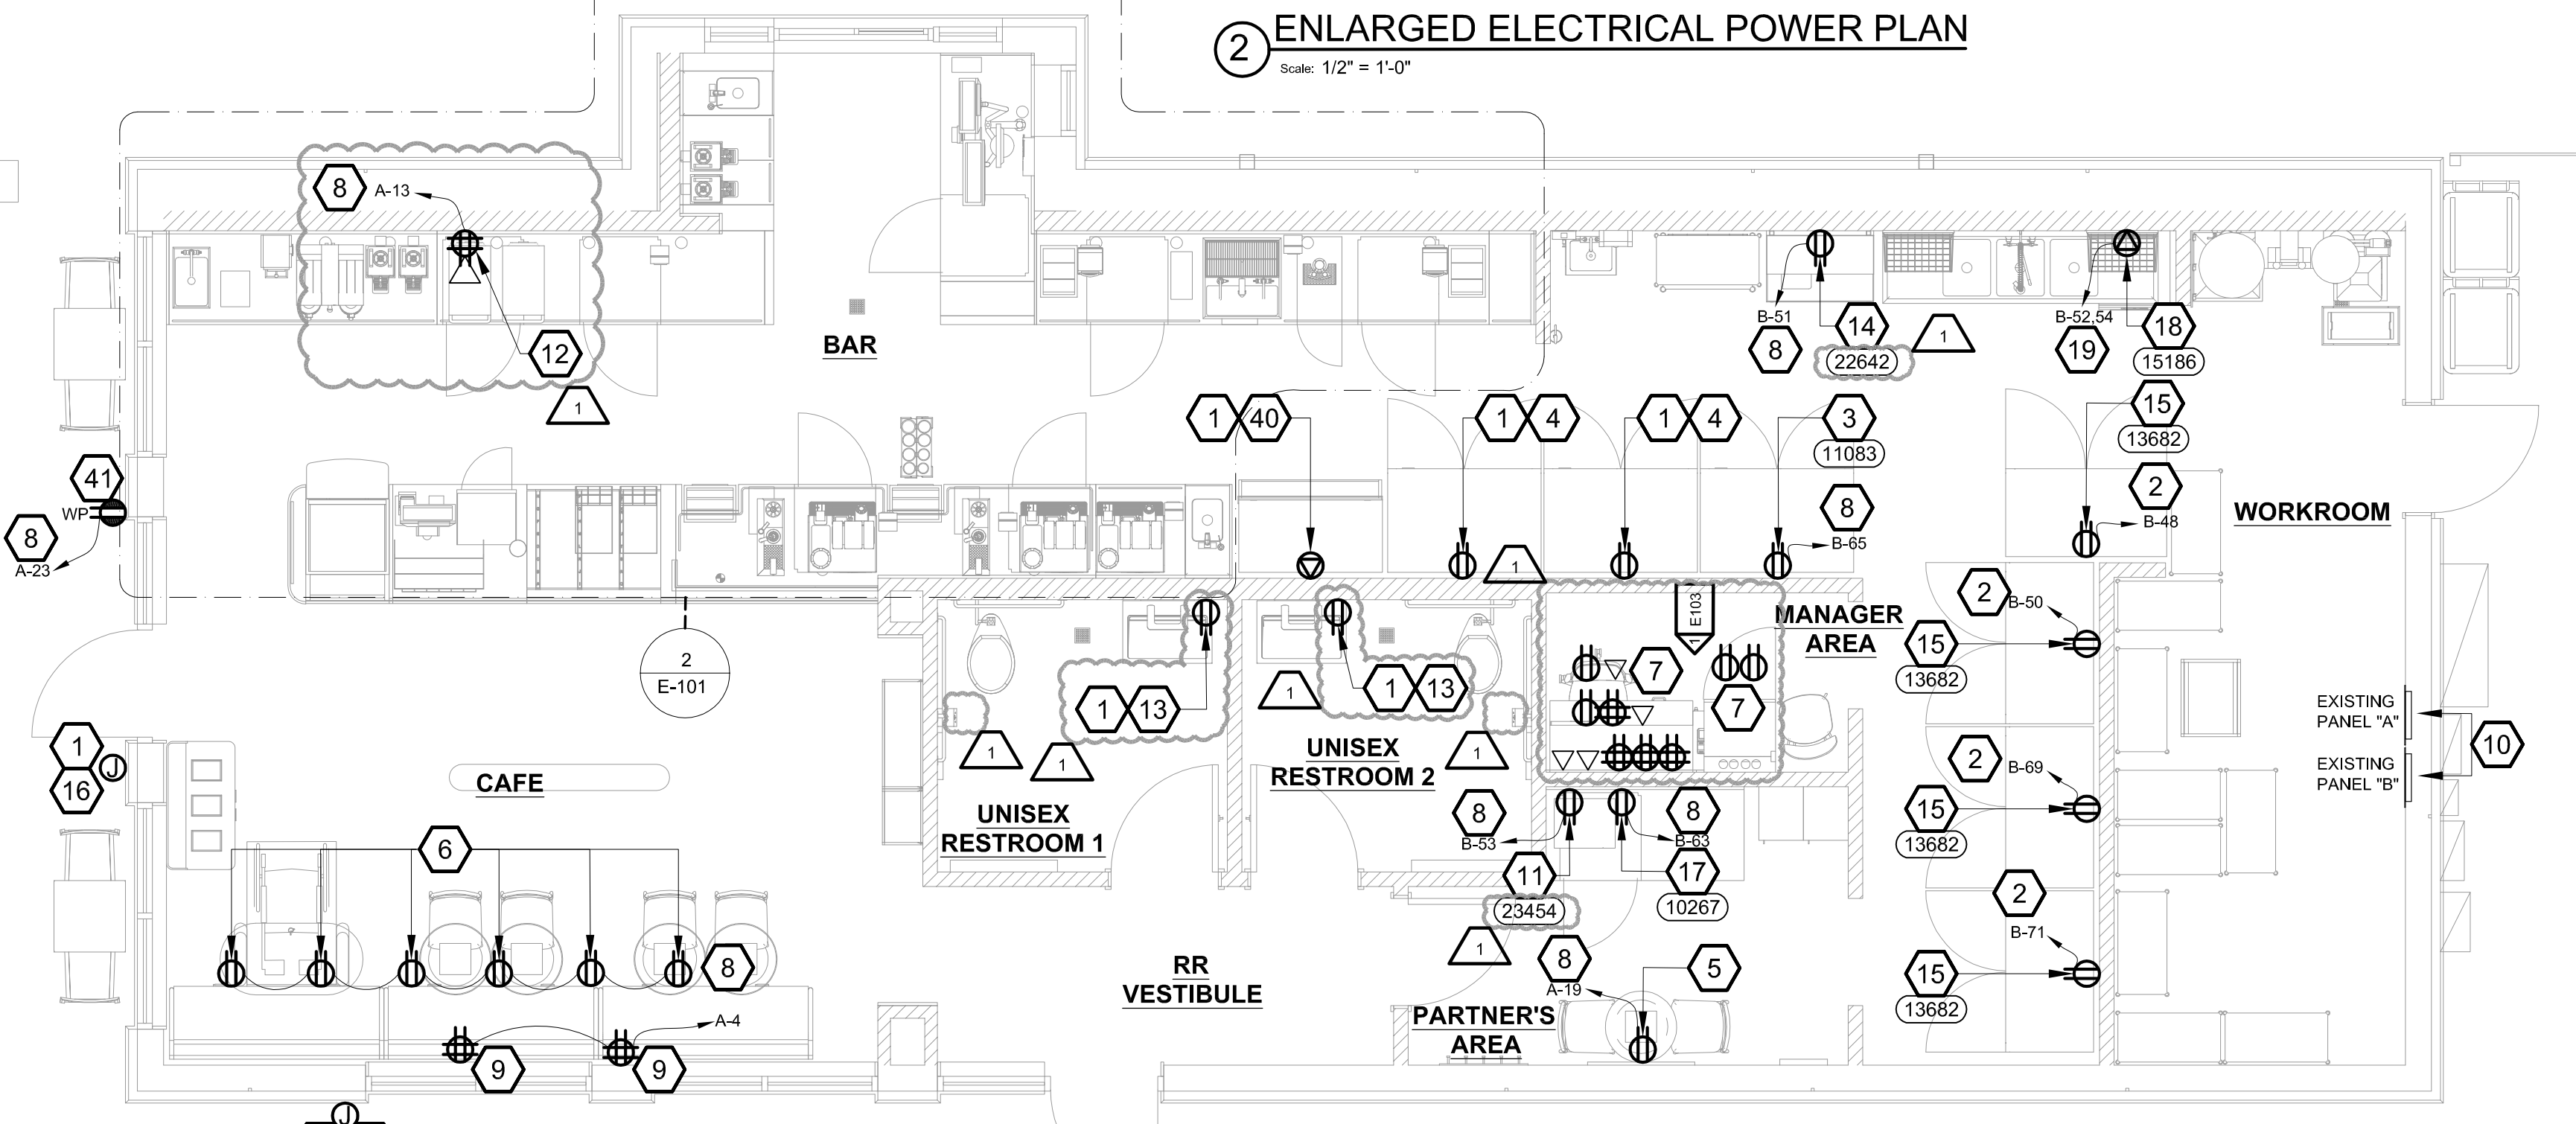 2
ENLARGED ELECTRICAL POWER PLAN
Scale: 1/2" = 1'-0"
8
A-13
12
1
BAR
B-51
8
14
22642
1
B-52,54
19
18
15186
1
40
1
4
1
4
3
11083
8
B-65
15
13682
2
B-48
WORKROOM
41
WP
8
A-23
1
2
B-50
15
13682
1
E103
MANAGER
AREA
7
7
2
E-101
1
13
1
1
1
13
1
1
UNISEX
RESTROOM 1
UNISEX
RESTROOM 2
EXISTING
PANEL "A"
EXISTING
PANEL "B"
10
1
16
J
CAFE
6
2
B-69
15
13682
8
B-53
8
B-63
11
23454
17
10267
1
2
B-71
15
13682
8
A-4
9
9
RR
VESTIBULE
8
A-19
5
PARTNER'S
AREA
J